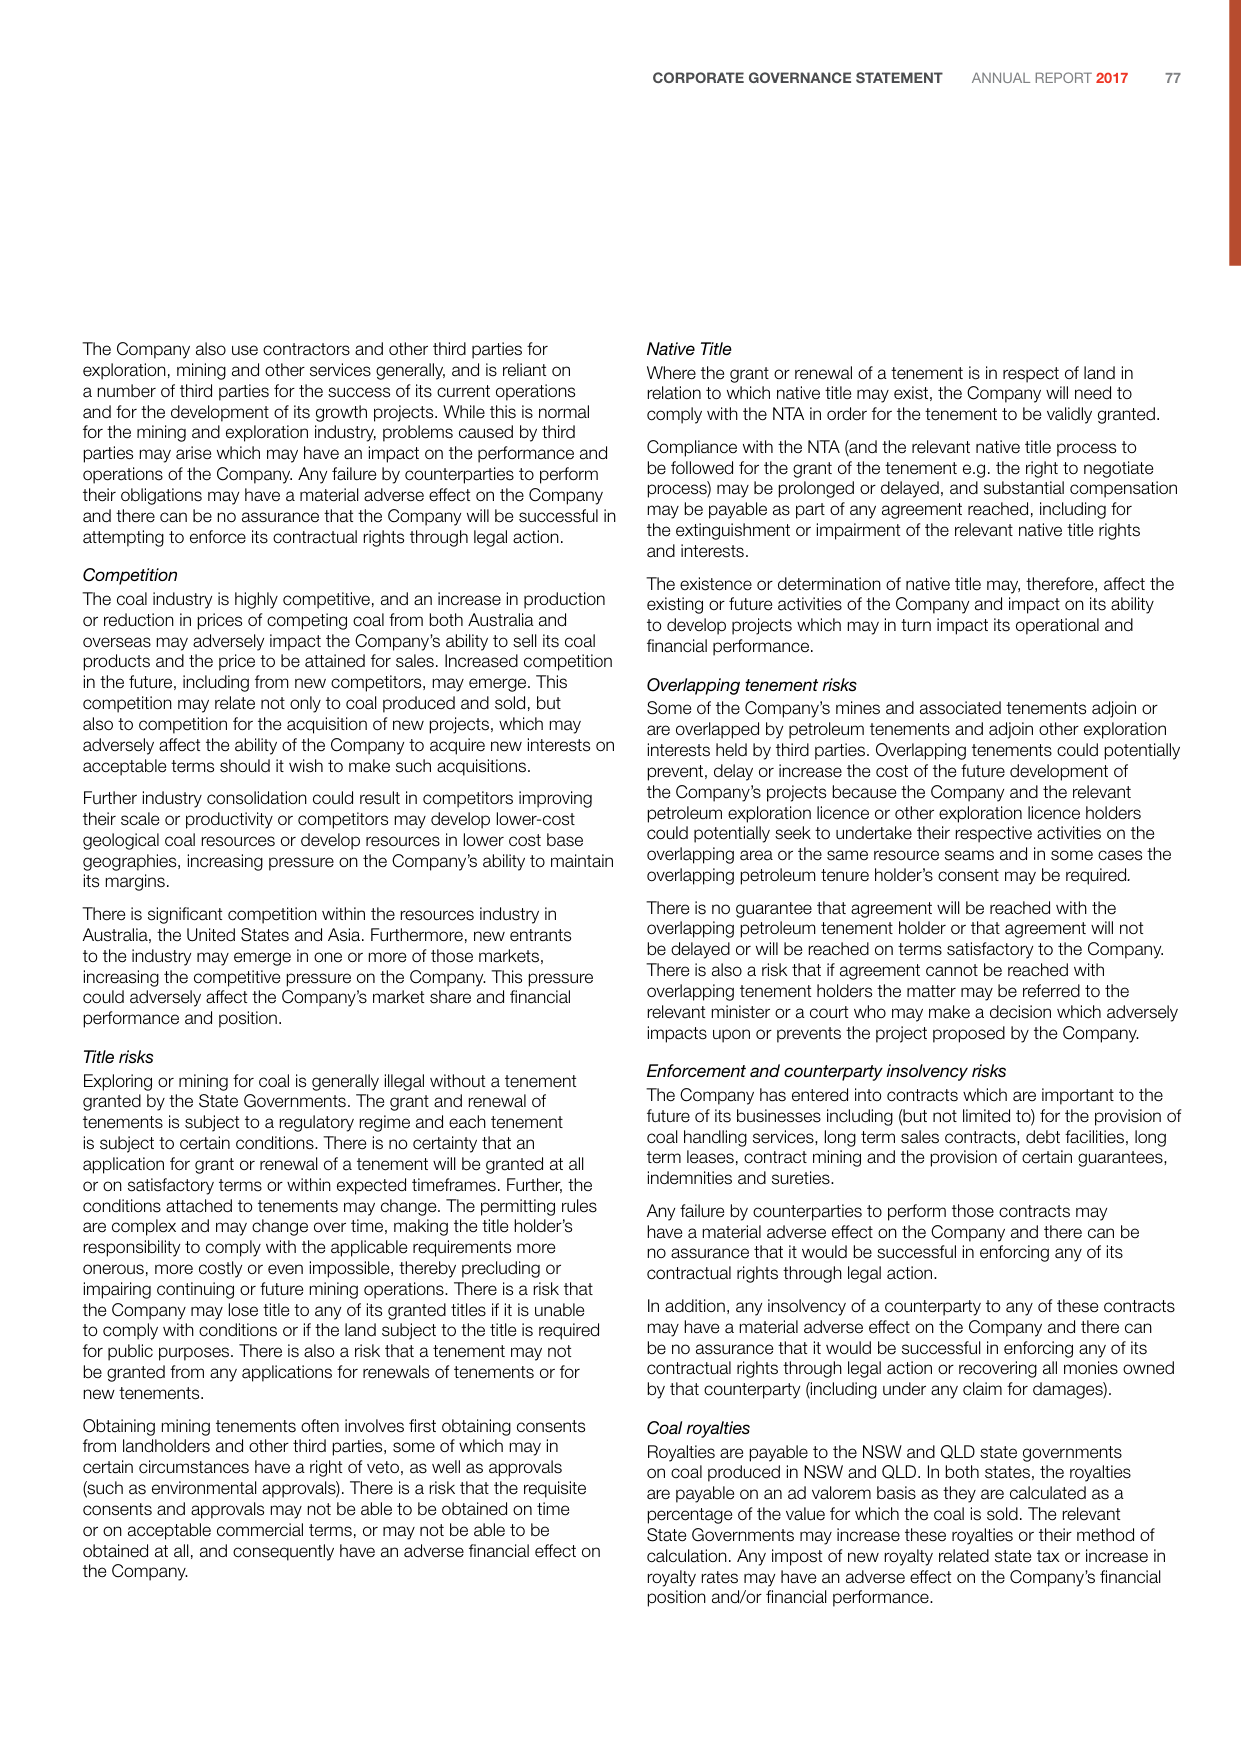 CORPORATE GOVERNANCE STATEMENT ANNUAL REPORT 2017 77
The Company also use contractors and other third parties for
exploration, mining and other services generally, and is reliant on
a number of third parties for the success of its current operations
and for the development of its growth projects. While this is normal
for the mining and exploration industry, problems caused by third
parties may arise which may have an impact on the performance and
operations of the Company. Any failure by counterparties to perform
their obligations may have a material adverse effect on the Company
and there can be no assurance that the Company will be successful in
attempting to enforce its contractual rights through legal action.
Competition
The coal industry is highly competitive, and an increase in production
or reduction in prices of competing coal from both Australia and
overseas may adversely impact the Company's ability to sell its coal
products and the price to be attained for sales. Increased competition
in the future, including from new competitors, may emerge. This
competition may relate not only to coal produced and sold, but
also to competition for the acquisition of new projects, which may
adversely affect the ability of the Company to acquire new interests on
acceptable terms should it wish to make such acquisitions.
Further industry consolidation could result in competitors improving
their scale or productivity or competitors may develop lower-cost
geological coal resources or develop resources in lower cost base
geographies, increasing pressure on the Company's ability to maintain
its margins.
There is significant competition within the resources industry in
Australia, the United States and Asia. Furthermore, new entrants
to the industry may emerge in one or more of those markets,
increasing the competitive pressure on the Company. This pressure
could adversely affect the Company's market share and financial
performance and position.
Title risks
Exploring or mining for coal is generally illegal without a tenement
granted by the State Governments. The grant and renewal of
tenements is subject to a regulatory regime and each tenement
is subject to certain conditions. There is no certainty that an
application for grant or renewal of a tenement will be granted at all
or on satisfactory terms or within expected timeframes. Further, the
conditions attached to tenements may change. The permitting rules
are complex and may change over time, making the title holder's
responsibility to comply with the applicable requirements more
onerous, more costly or even impossible, thereby precluding or
impairing continuing or future mining operations. There is a risk that
the Company may lose title to any of its granted titles if it is unable
to comply with conditions or if the land subject to the title is required
for public purposes. There is also a risk that a tenement may not
be granted from any applications for renewals of tenements or for
new tenements.
Obtaining mining tenements often involves first obtaining consents
from landholders and other third parties, some of which may in
certain circumstances have a right of veto, as well as approvals
(such as environmental approvals). There is a risk that the requisite
consents and approvals may not be able to be obtained on time
or on acceptable commercial terms, or may not be able to be
obtained at all, and consequently have an adverse financial effect on
the Company.
Native Title
Where the grant or renewal of a tenement is in respect of land in
relation to which native title may exist, the Company will need to
comply with the NTA in order for the tenement to be validly granted.
Compliance with the NTA (and the relevant native title process to
be followed for the grant of the tenement e.g. the right to negotiate
process) may be prolonged or delayed, and substantial compensation
may be payable as part of any agreement reached, including for
the extinguishment or impairment of the relevant native title rights
and interests.
The existence or determination of native title may, therefore, affect the
existing or future activities of the Company and impact on its ability
to develop projects which may in turn impact its operational and
financial performance.
Overlapping tenement risks
Some of the Company's mines and associated tenements adjoin or
are overlapped by petroleum tenements and adjoin other exploration
interests held by third parties. Overlapping tenements could potentially
prevent, delay or increase the cost of the future development of
the Company's projects because the Company and the relevant
petroleum exploration licence or other exploration licence holders
could potentially seek to undertake their respective activities on the
overlapping area or the same resource seams and in some cases the
overlapping petroleum tenure holder's consent may be required.
There is no guarantee that agreement will be reached with the
overlapping petroleum tenement holder or that agreement will not
be delayed or will be reached on terms satisfactory to the Company.
There is also a risk that if agreement cannot be reached with
overlapping tenement holders the matter may be referred to the
relevant minister or a court who may make a decision which adversely
impacts upon or prevents the project proposed by the Company.
Enforcement and counterparty insolvency risks
The Company has entered into contracts which are important to the
future of its businesses including (but not limited to) for the provision of
coal handling services, long term sales contracts, debt facilities, long
term leases, contract mining and the provision of certain guarantees,
indemnities and sureties.
Any failure by counterparties to perform those contracts may
have a material adverse effect on the Company and there can be
no assurance that it would be successful in enforcing any of its
contractual rights through legal action.
In addition, any insolvency of a counterparty to any of these contracts
may have a material adverse effect on the Company and there can
be no assurance that it would be successful in enforcing any of its
contractual rights through legal action or recovering all monies owned
by that counterparty (including under any claim for damages).
Coal royalties
Royalties are payable to the NSW and QLD state governments
on coal produced in NSW and QLD. In both states, the royalties
are payable on an ad valorem basis as they are calculated as a
percentage of the value for which the coal is sold. The relevant
State Governments may increase these royalties or their method of
calculation. Any impost of new royalty related state tax or increase in
royalty rates may have an adverse effect on the Company's financial
position and/or financial performance.